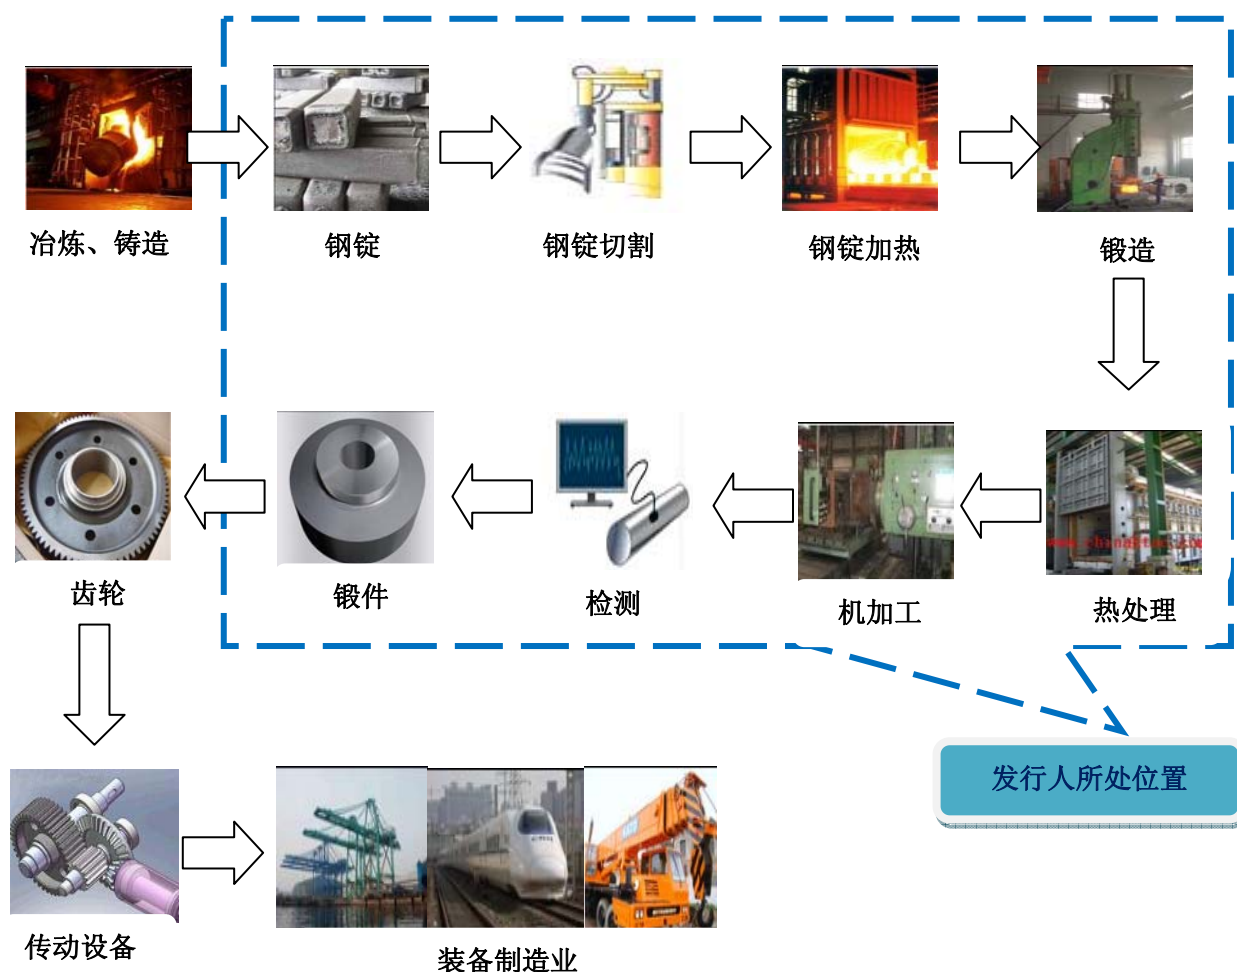 冶炼、铸造
钢锭
钢锭切割
钢锭加热
锻造
齿轮
锻件
检测
机加工
热处理
发行人所处位置
传动设备
装备制造业